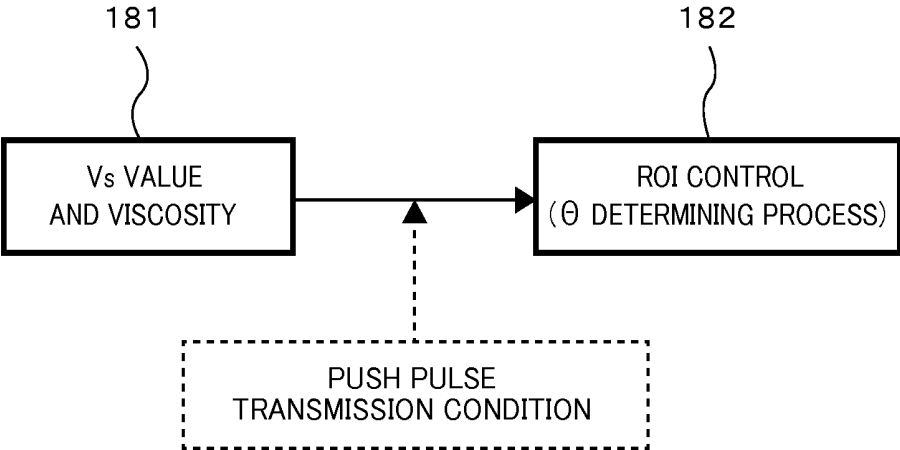 181
182
Vs VALUE
AND VISCOSITY
ROI CONTROL
(θ DETERMINING PROCESS)
PUSH PULSE
TRANSMISSION CONDITION